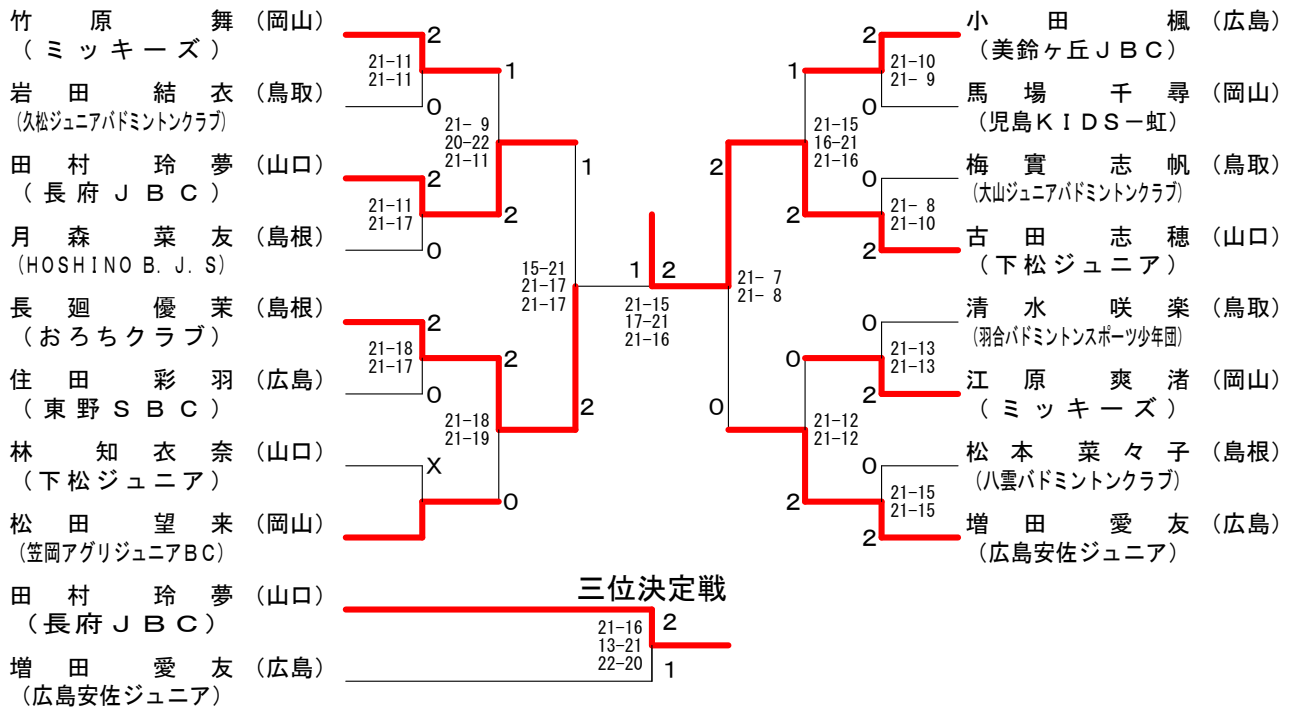 竹原舞（岡山）
（ミッキーズ）
岩田結衣（鳥取）
（久松ジュニアバドミントンクラブ）
田村玲夢（山口）
（長府ＪＢＣ）
月森菜友（島根）
（HOSHINO B. J. S）
長廻優茉（島根）
（おろちクラブ）
住田彩羽（広島）
（東野ＳＢＣ）
林知衣奈（山口）
（下松ジュニア）
松田望来（岡山）
（笠岡アグリジュニアBC）
2
21-11
21-11
0
1
21- 9
20-22
21-11
2
21-11
21-17
0
2
1
15-21
21-17
21-17
2
2
21-18
21-17
0
2
21-18
21-19
X
0
1 2
21-15
17-21
21-16
小田楓（広島）
（美鈴ヶ丘ＪＢＣ）
馬場千尋（岡山）
（児島ＫＩＤＳ－虹）
梅實志帆（鳥取）
（大山ジュニアバドミントンクラブ）
古田志穂（山口）
（下松ジュニア）
清水咲楽（鳥取）
（羽合バドミントンスポーツ少年団）
江原爽渚（岡山）
（ミッキーズ）
松本菜々子（島根）
（八雲バドミントンクラブ）
増田愛友（広島）
（広島安佐ジュニア）
2
21-10
21- 9
0
1
21-15
16-21
21-16
2
0
21- 8
21-10
2
2
21- 7
21- 8
0
0
21-13
21-13
2
0
21-12
21-12
2
0
21-15
21-15
2
三位決定戦
田村玲夢（山口）
（長府ＪＢＣ）
増田愛友（広島）
（広島安佐ジュニア）
2
21-16
13-21
22-20
1